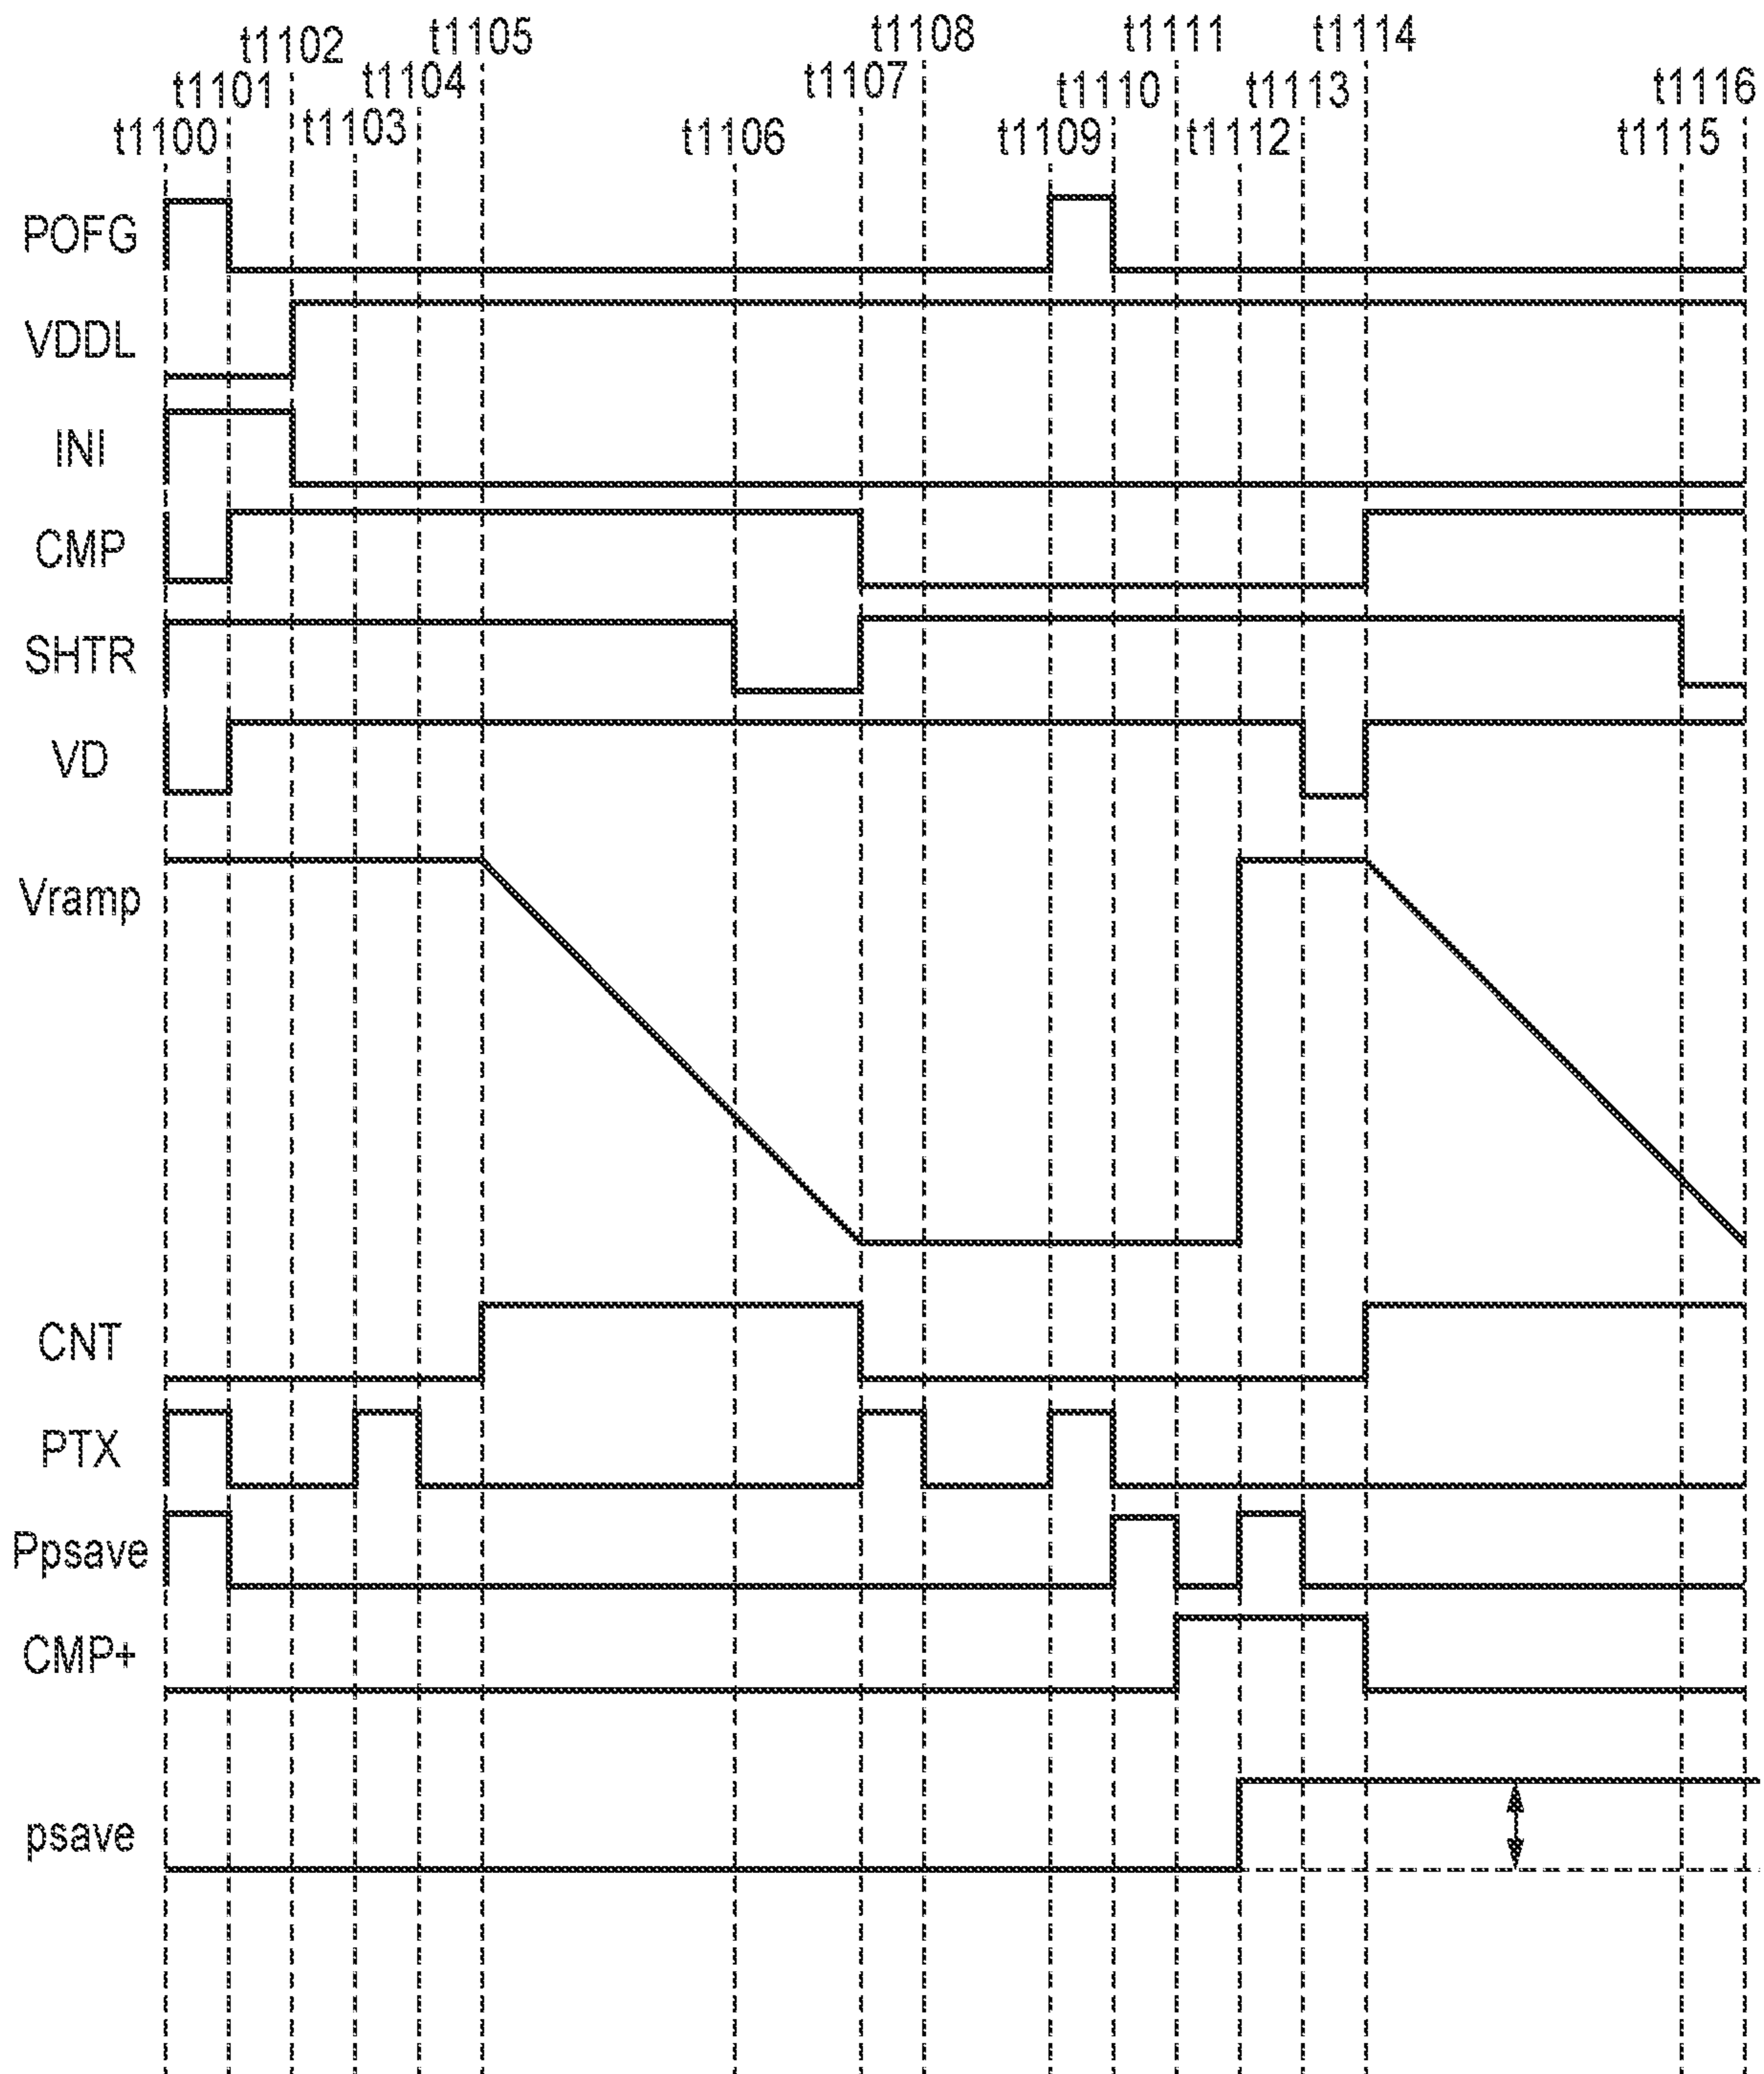 t1100
t1101
t1102
t1103
t1104
t1105
t1106
t1107
t1108
t1109
t1110
t1111
t1112
t1113
t1114
t1115
t1116
POFG
VDDL
INI
CMP
SHTR
VD
Vramp
CNT
PTX
Ppsave
CMP+
psave